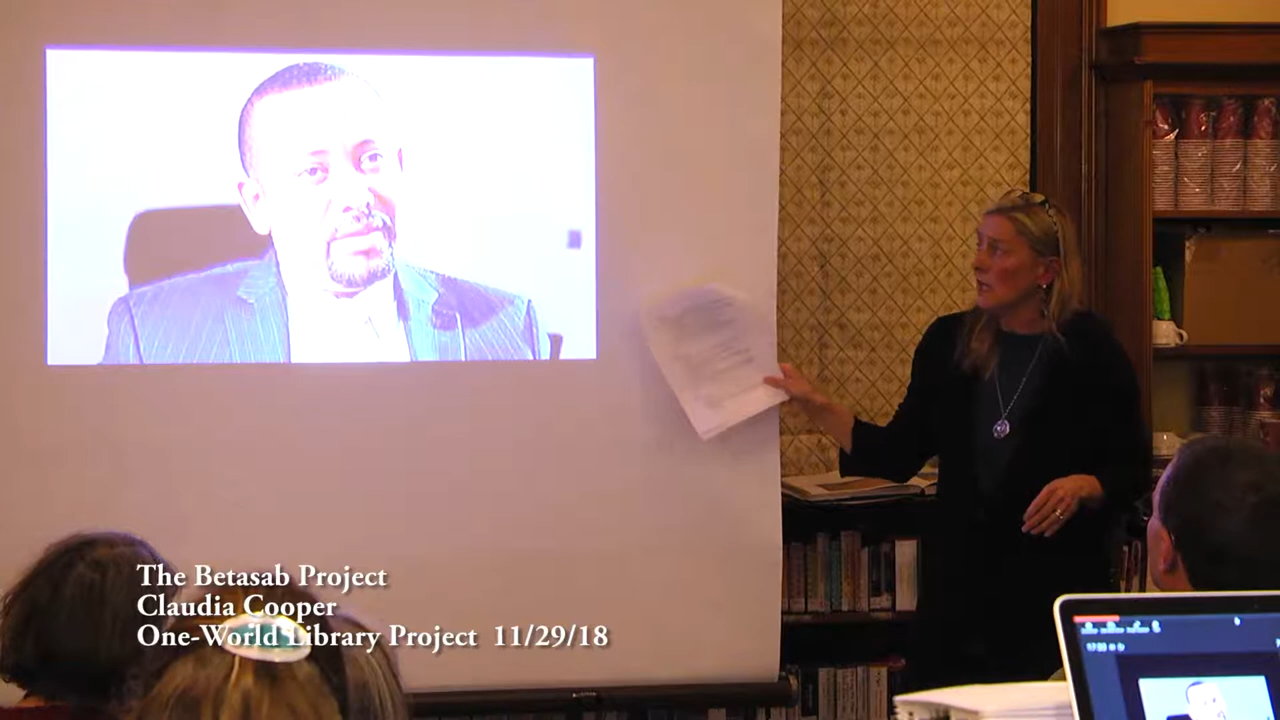 The Betasab Project
Claudia Cooper
One-World Library Project 11/29/18